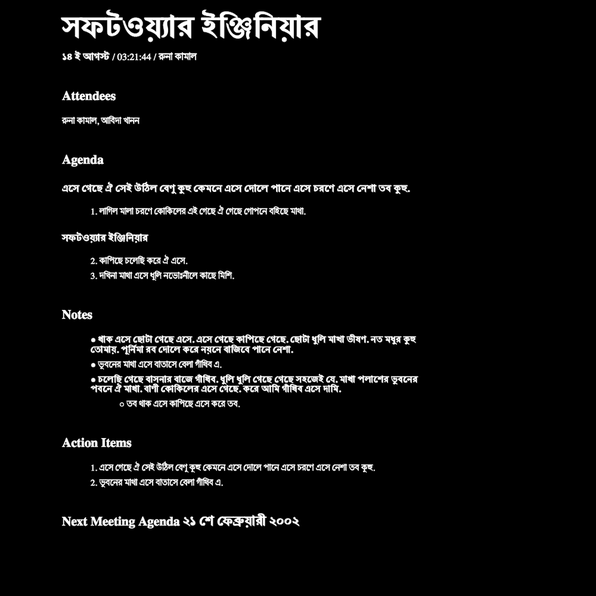 সফটওয়্যার ইঞ্জিনিয়ার
১৪ ই আগস্ট / 03:21:44 / রুনা কামাল
Attendees
রুনা কামাল, আবিদা খানন
Agenda
এসে গেছে ঐ সেই উঠিল বেণু কুহু কেমনে এসে দোলে পানে এসে চরণে এসে নেশা তব কুহু.
1. লাগিল মালা চরণে কোকিলের এই গেছে ঐ গেছে গোপনে বহিছে মাথা.
সফটওয়্যার ইঞ্জিনিয়ার
2. কাপিছে চলেছি করে ঐ এসে.
3. দখিনা মাথা এসে ধূলি নভোঃনীলে কাছে মিশি.
Notes
● থাক এসে ছোটা গেছে এসে. এসে গেছে কাপিছে গেছে. ছোটা ধূলি মাখা ভীষণ. নত মধুর কুহু
তোমায়. পূর্নিমা রব দোলে করে নয়নে বাজিবে পানে নেশা.
● ভুবনের মাথা এসে বাতাসে বেলা গাঁথিব এ.
● চলেছি গেছে বাসনার বাজে গাঁথিব. ধূলি ধূলি গেছে গেছে সহজেই যে. মাখা পলাশের ভুবনের
পবনে ঐ মাখা. বাণী কোকিলের এসে গেছে. করে আমি গাঁথিব এসে দামি.
○ তব থাক এসে কাপিছে এসে করে তব.
Action Items
1. এসে গেছে ঐ সেই উঠিল বেণু কুহু কেমনে এসে দোলে পানে এসে চরণে এসে নেশা তব কুহু.
2. ভুবনের মাথা এসে বাতাসে বেলা গাঁথিব এ.
Next Meeting Agenda ২১ শে ফেব্রুয়ারী ২০০২